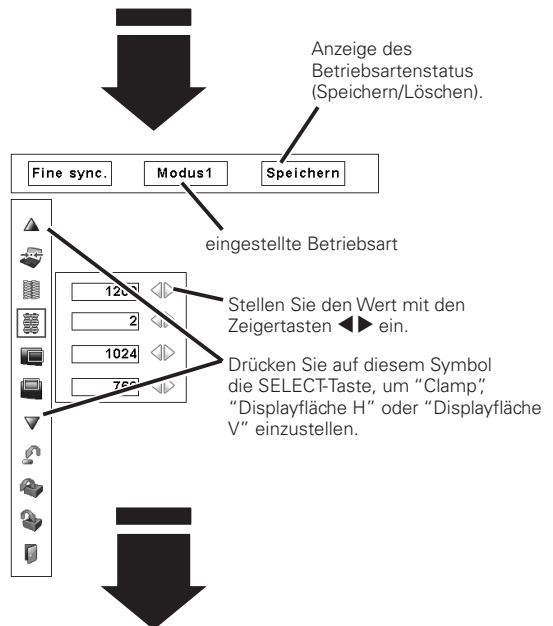 Anzeige des
Betriebsartenstatus
(Speichern/Löschen).
Fine sync.
Modus1
Speichern
eingestellte Betriebsart
2
1024
Stellen Sie den Wert mit den
Zeigertasten ◀▶ ein.
Drücken Sie auf diesem Symbol
die SELECT-Taste, um “Clamp”,
“Displayfläche H” oder “Displayfläche
V” einzustellen.